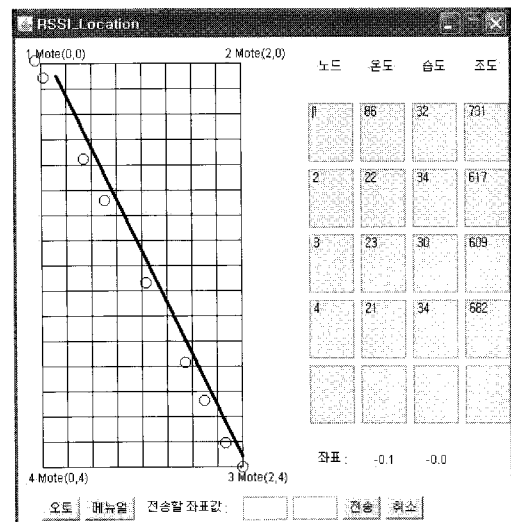 RSSI_Location
1 Mote(0,0) 2 Mote(2,0)
노드 온도 습도 조도
1 86 32 731
2 22 34 617
3 23 30 609
4 21 34 682
좌표 : -0.1 -0.0
4 Mote(0,4) 3 Mote(2,4)
오토 메뉴얼 전송할 좌표값 : 전송 취소